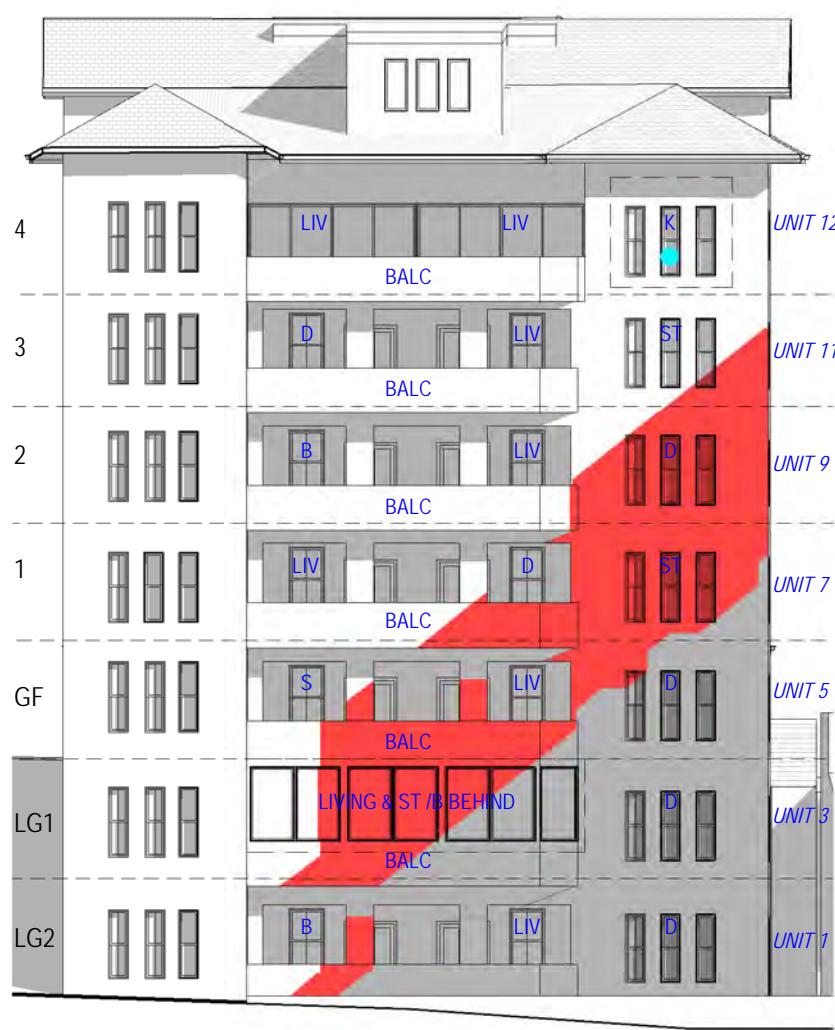 4 LIV LIV K UNIT 12
BALC
3 D LIV ST UNIT 11
BALC
2 B LIV D UNIT 9
BALC
1 LIV D ST UNIT 7
BALC
GF S LIV D UNIT 5
BALC
LG1 LIVING & ST /B BEHIND D UNIT 3
BALC
LG2 B LIV D UNIT 1